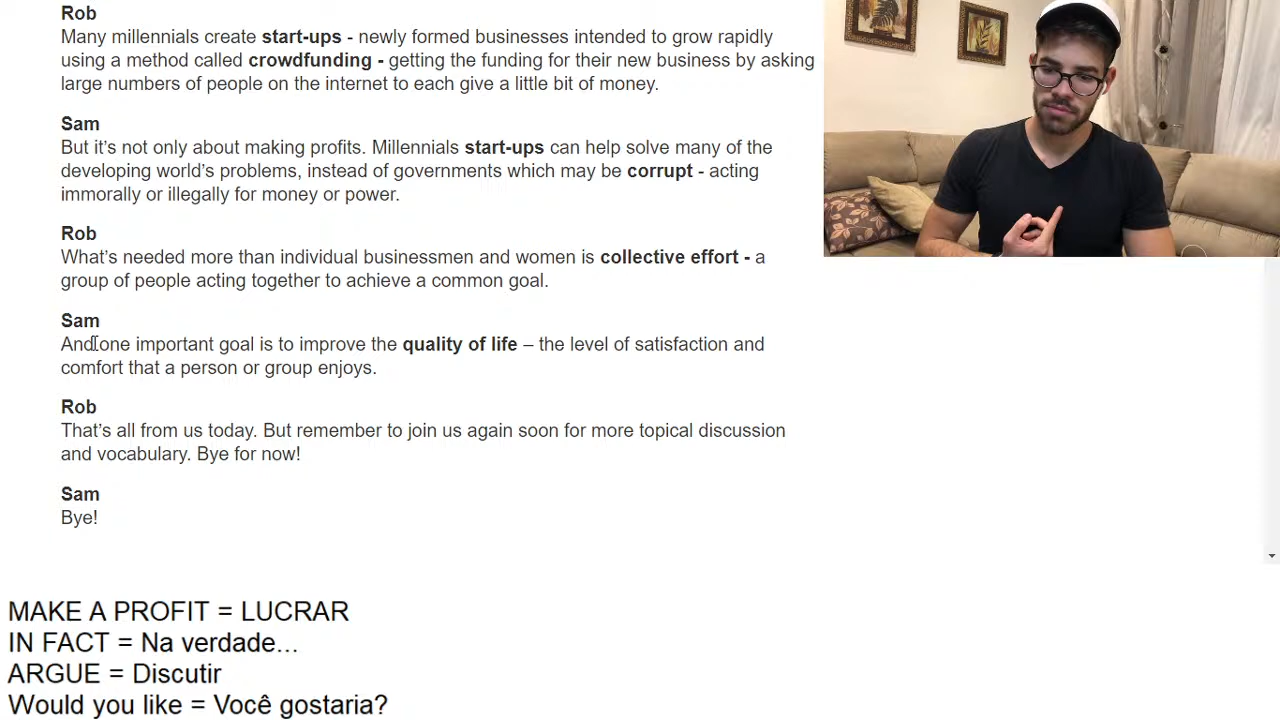 Rob
Many millennials create start-ups - newly formed businesses intended to grow rapidly
using a method called crowdfunding - getting the funding for their new business by asking
large numbers of people on the internet to each give a little bit of money.
Sam
But it’s not only about making profits. Millennials start-ups can help solve many of the
developing world’s problems, instead of governments which may be corrupt - acting
immorally or illegally for money or power.
Rob
What’s needed more than individual businessmen and women is collective effort - a
group of people acting together to achieve a common goal.
Sam
And one important goal is to improve the quality of life – the level of satisfaction and
comfort that a person or group enjoys.
Rob
That’s all from us today. But remember to join us again soon for more topical discussion
and vocabulary. Bye for now!
Sam
Bye!
MAKE A PROFIT = LUCRAR
IN FACT = Na verdade...
ARGUE = Discutir
Would you like = Você gostaria?